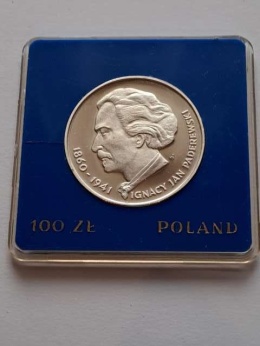 1860-1941 IGNACY JAN PADEREWSKI
100 ZŁ POLAND